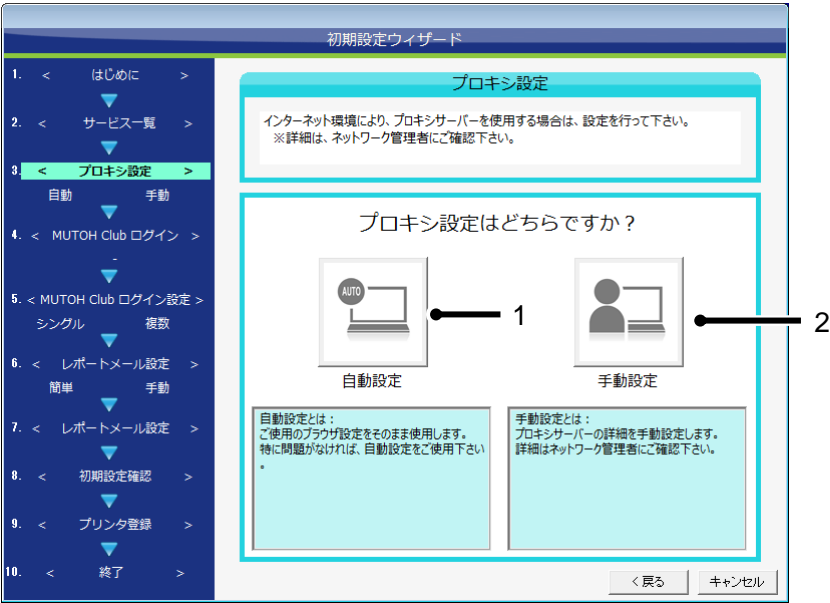 初期設定ウィザード
1. < はじめに >
2. < サービス一覧 >
3. < プロキシ設定 >
自動 手動
4. < MUTOH Club ログイン >
-
5. < MUTOH Club ログイン設定 >
シングル 複数
6. < レポートメール設定 >
簡単 手動
7. < レポートメール設定 >
8. < 初期設定確認 >
9. < プリンタ登録 >
10. < 終了 >
プロキシ設定
インターネット環境により、プロキシサーバーを使用する場合は、設定を行って下さい。
※詳細は、ネットワーク管理者にご確認下さい。
プロキシ設定はどちらですか？
AUTO
1
2
自動設定
手動設定
自動設定とは：
ご使用のブラウザ設定をそのまま使用します。
特に問題がなければ、自動設定をご使用下さい
。
手動設定とは：
プロキシサーバーの詳細を手動設定します。
詳細はネットワーク管理者にご確認下さい。
<戻る
キャンセル